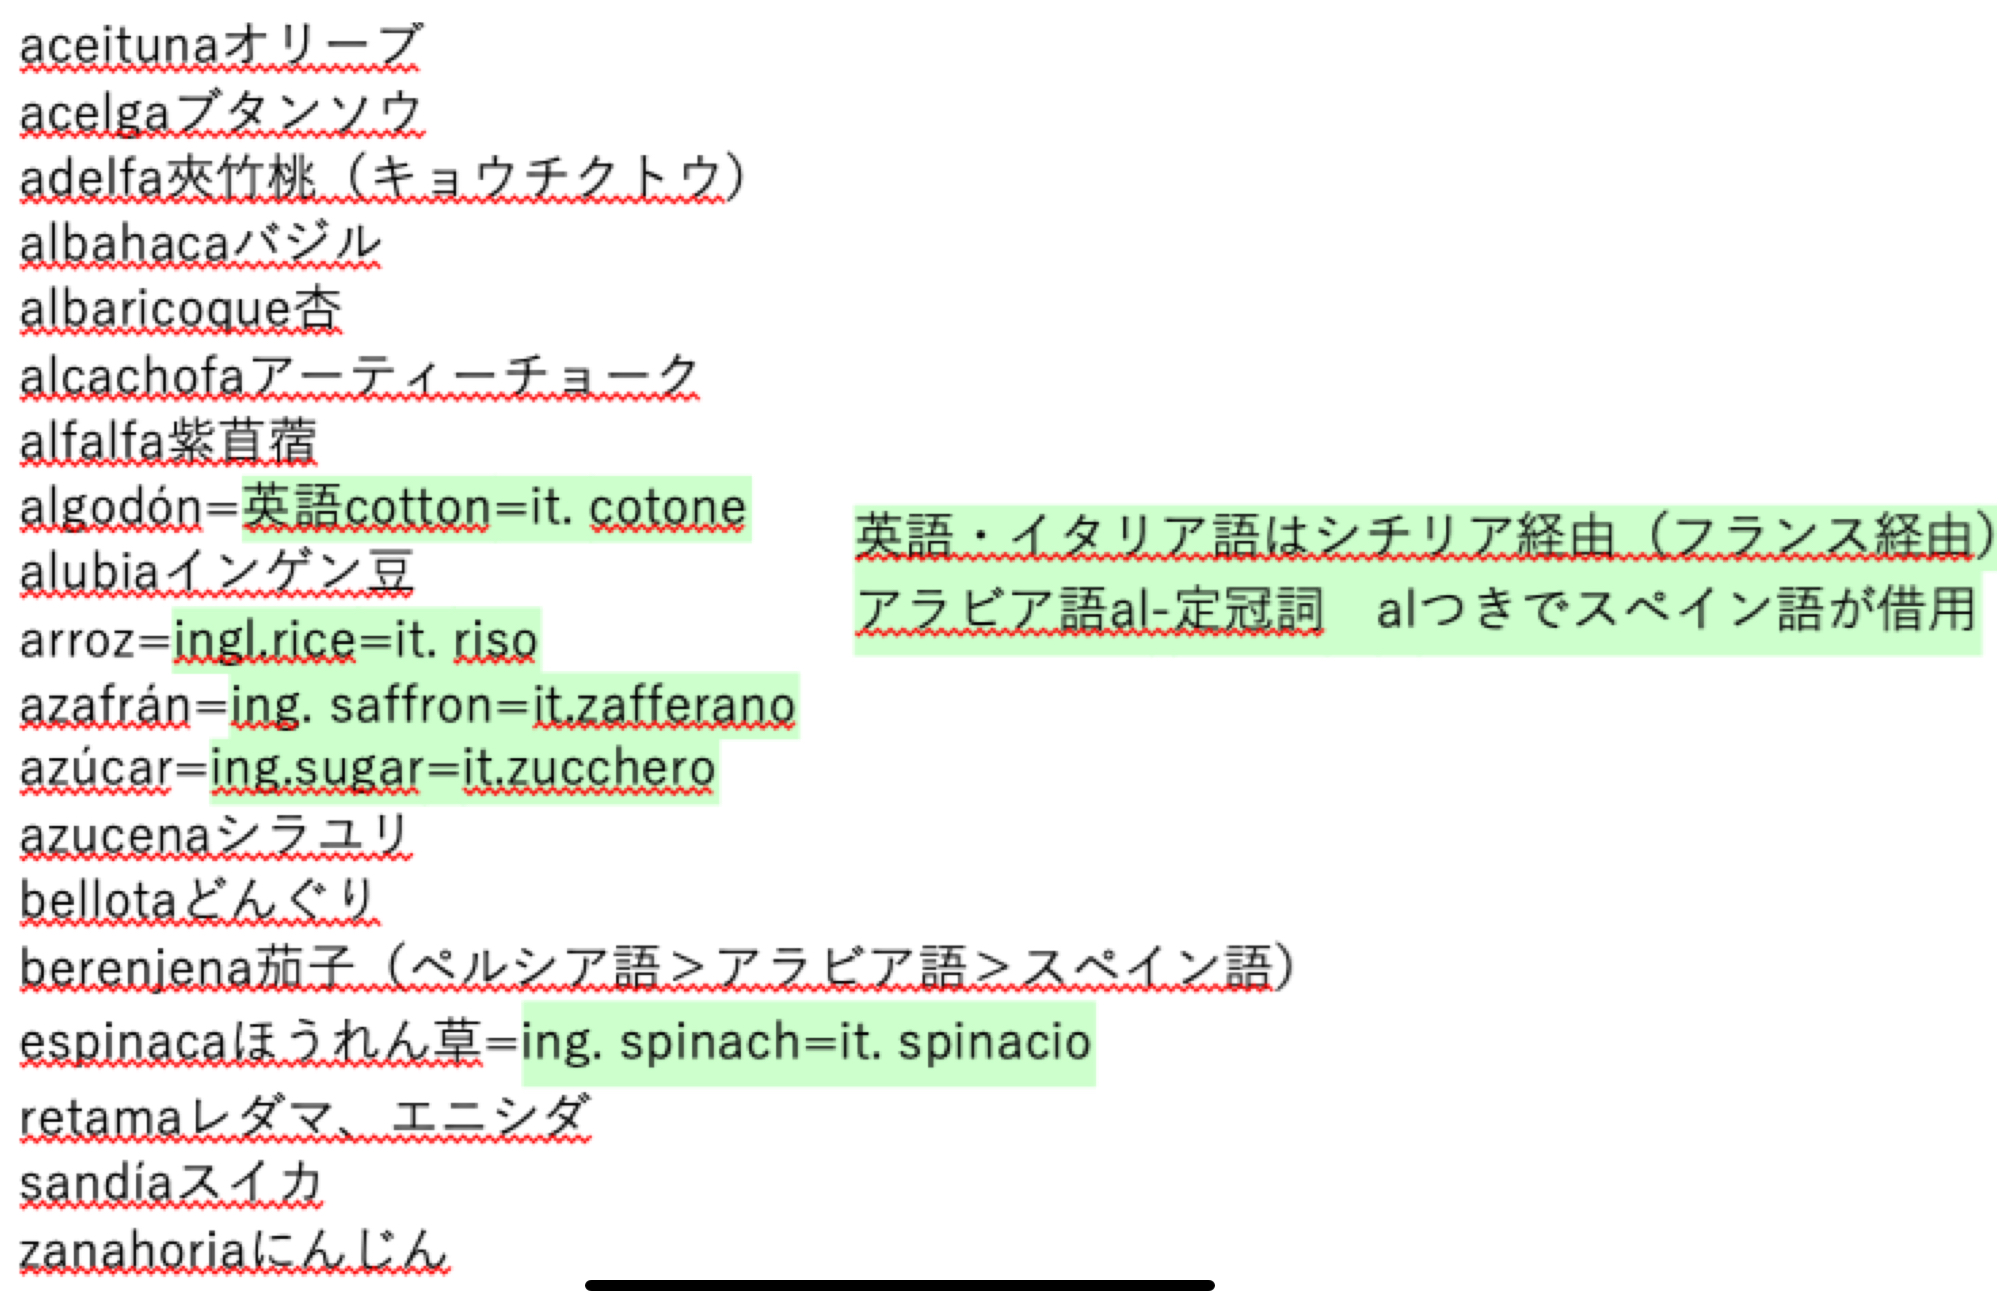 aceitunaオリーブ
acelgaブタンソウ
adelfa夾竹桃（キョウチクトウ）
albahacaバジル
albaricoque杏
alcachofaアーティーチョーク
alfalfa紫苜蓿
algodón=英語cotton=it. cotone
英語・イタリア語はシチリア経由（フランス経由）
alubiaインゲン豆
アラビア語al-定冠詞　alつきでスペイン語が借用
arroz=ingl.rice=it. riso
azafrán=ing. saffron=it.zafferano
azúcar=ing.sugar=it.zucchero
azucenaシラユリ
bellotaどんぐり
berenjena茄子（ペルシア語＞アラビア語＞スペイン語）
espinacaほうれん草=ing. spinach=it. spinacio
retamaレダマ、エニシダ
sandíaスイカ
zanahoriaにんじん